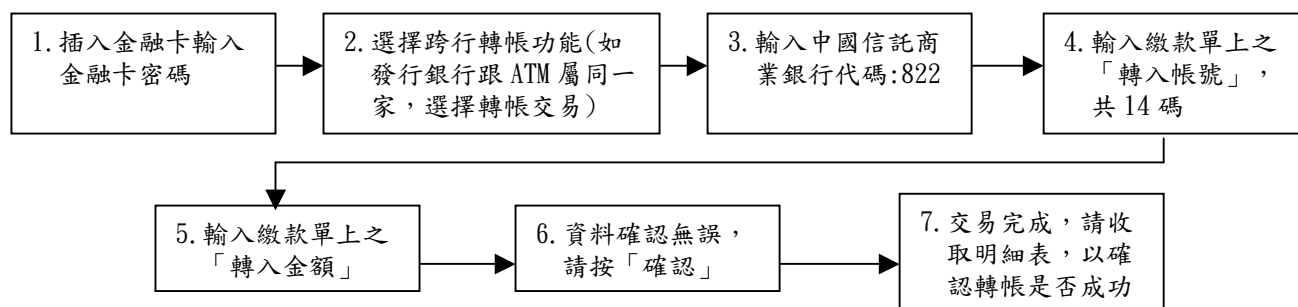 1.插入金融卡輸入
金融卡密碼
2.選擇跨行轉帳功能(如
發行銀行跟 ATM 屬同一
家，選擇轉帳交易)
3.輸入中國信託商
業銀行代碼:822
4.輸入繳款單上之
「轉入帳號」，
共 14 碼
5.輸入繳款單上之
「轉入金額」
6.資料確認無誤，
請按「確認」
7.交易完成，請收
取明細表，以確
認轉帳是否成功